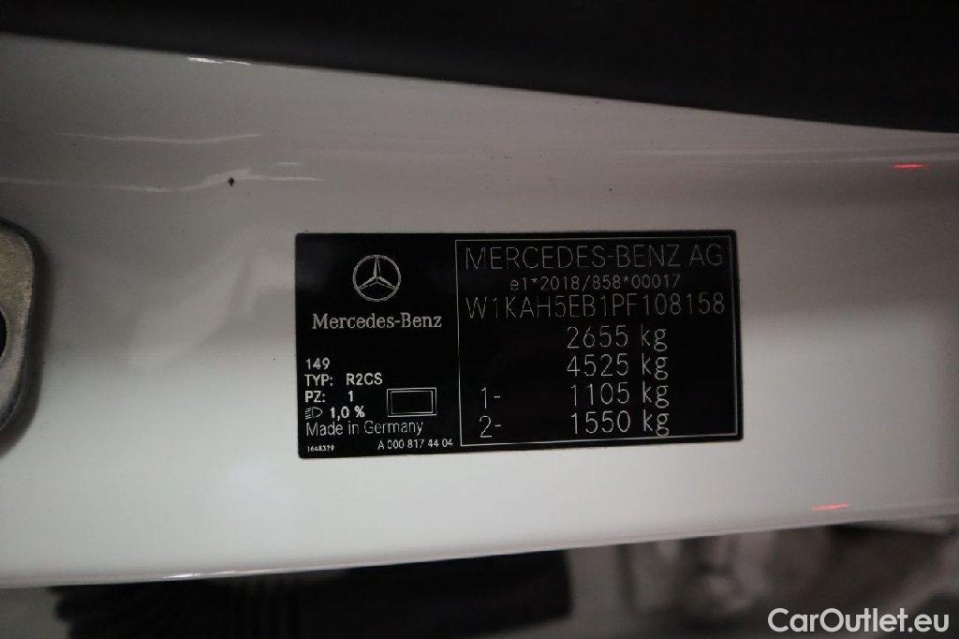 Mercedes-Benz
149
TYP: R2CS
PZ: 1
1,0 %
Made in Germany
1648379 A 000 817 44 04
MERCEDES-BENZ AG
e1*2018/858*00017
W1KAH5EB1PF108158
2655 kg
4525 kg
1- 1105 kg
2- 1550 kg
CarOutlet.eu